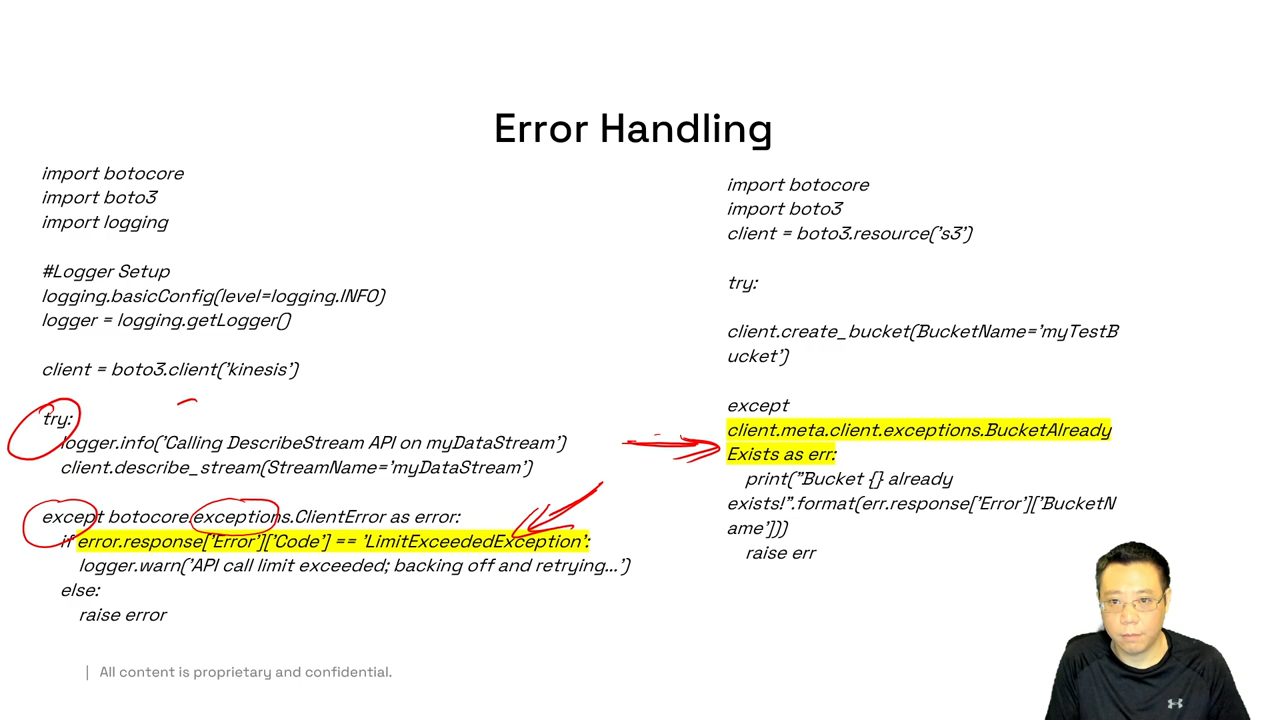 Error Handling
import botocore
import boto3
import logging
#Logger Setup
logging.basicConfig(level=logging.INFO)
logger = logging.getLogger()
client = boto3.client('kinesis')
try:
logger.info('Calling DescribeStream API on myDataStream')
client.describe_stream(StreamName='myDataStream')
except botocore.exceptions.ClientError as error:
if error.response['Error']['Code'] == 'LimitExceededException':
logger.warn('API call limit exceeded; backing off and retrying...')
else:
raise error
import botocore
import boto3
client = boto3.resource('s3')
try:
client.create_bucket(BucketName='myTestB
ucket')
except
client.meta.client.exceptions.BucketAlready
Exists as err:
print("Bucket {} already
exists!".format(err.response['Error']['BucketN
ame']))
raise err
| All content is proprietary and confidential.